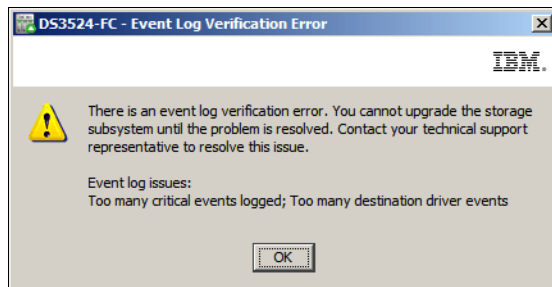 DS3524-FC - Event Log Verification Error
IBM.
There is an event log verification error. You cannot upgrade the storage
subsystem until the problem is resolved. Contact your technical support
representative to resolve this issue.
Event log issues:
Too many critical events logged; Too many destination driver events
OK